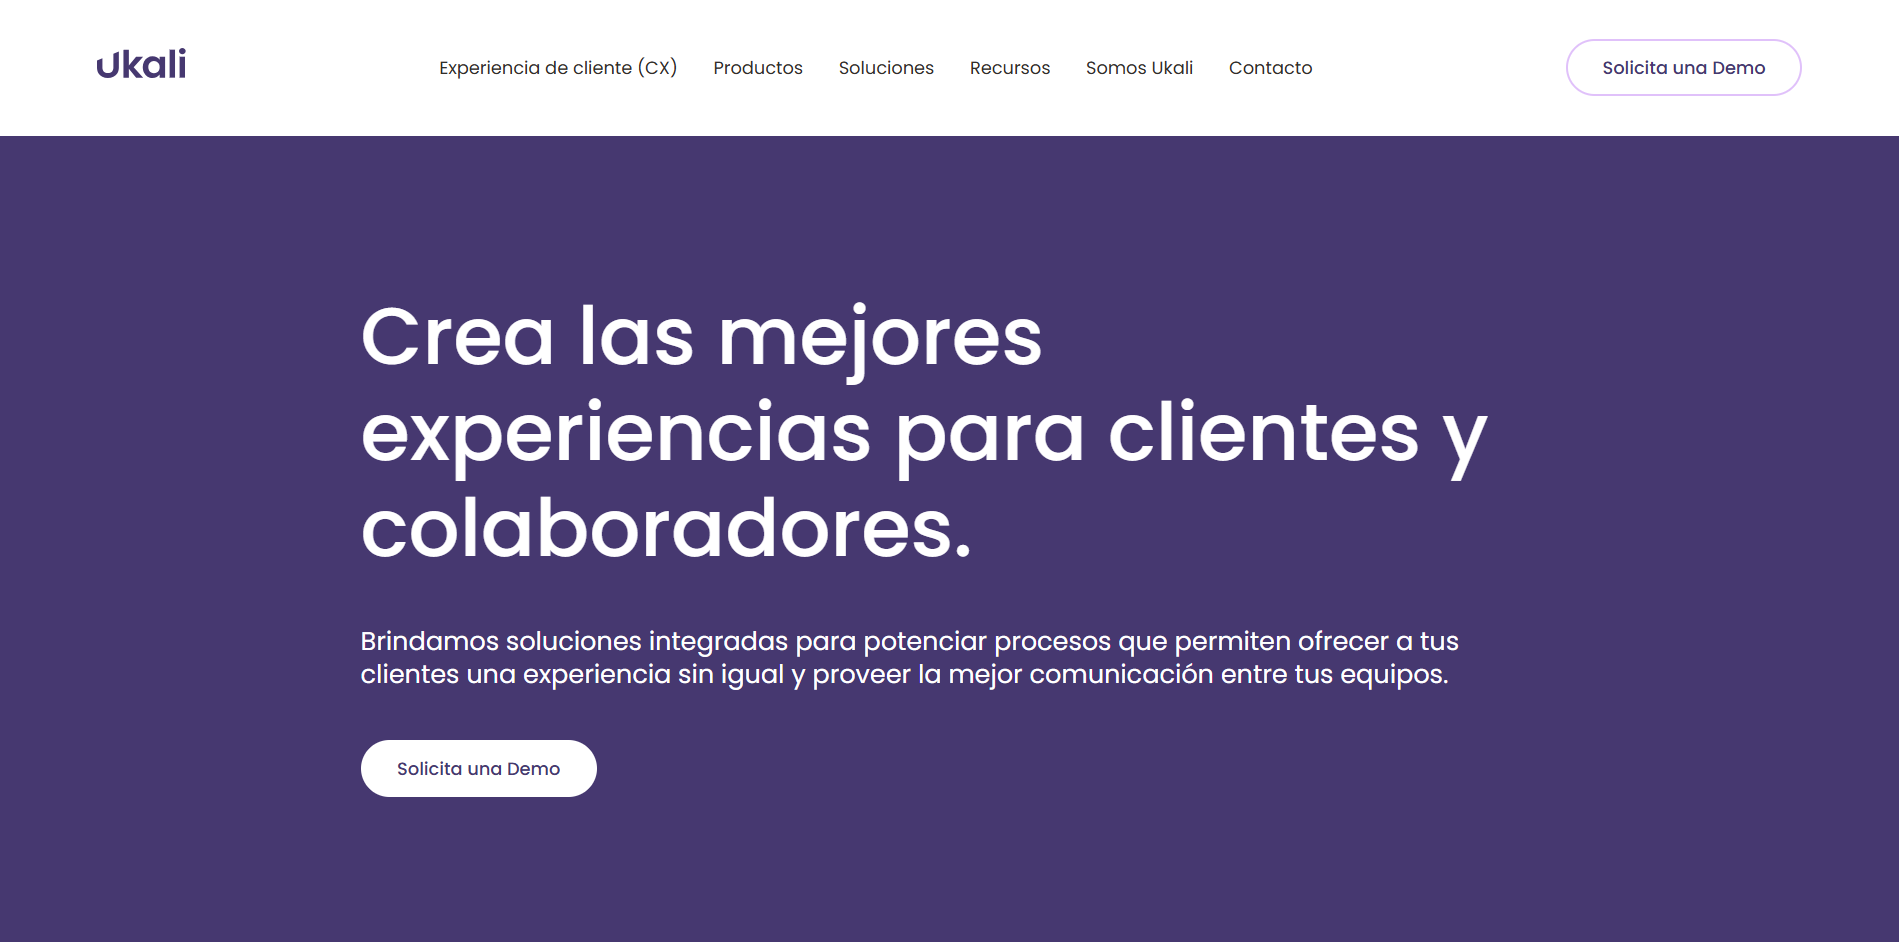 Ukali
Experiencia de cliente (CX)
Productos
Soluciones
Recursos
Somos Ukali
Contacto
Solicita una Demo
Crea las mejores
experiencias para clientes y
colaboradores.
Brindamos soluciones integradas para potenciar procesos que permiten ofrecer a tus
clientes una experiencia sin igual y proveer la mejor comunicación entre tus equipos.
Solicita una Demo